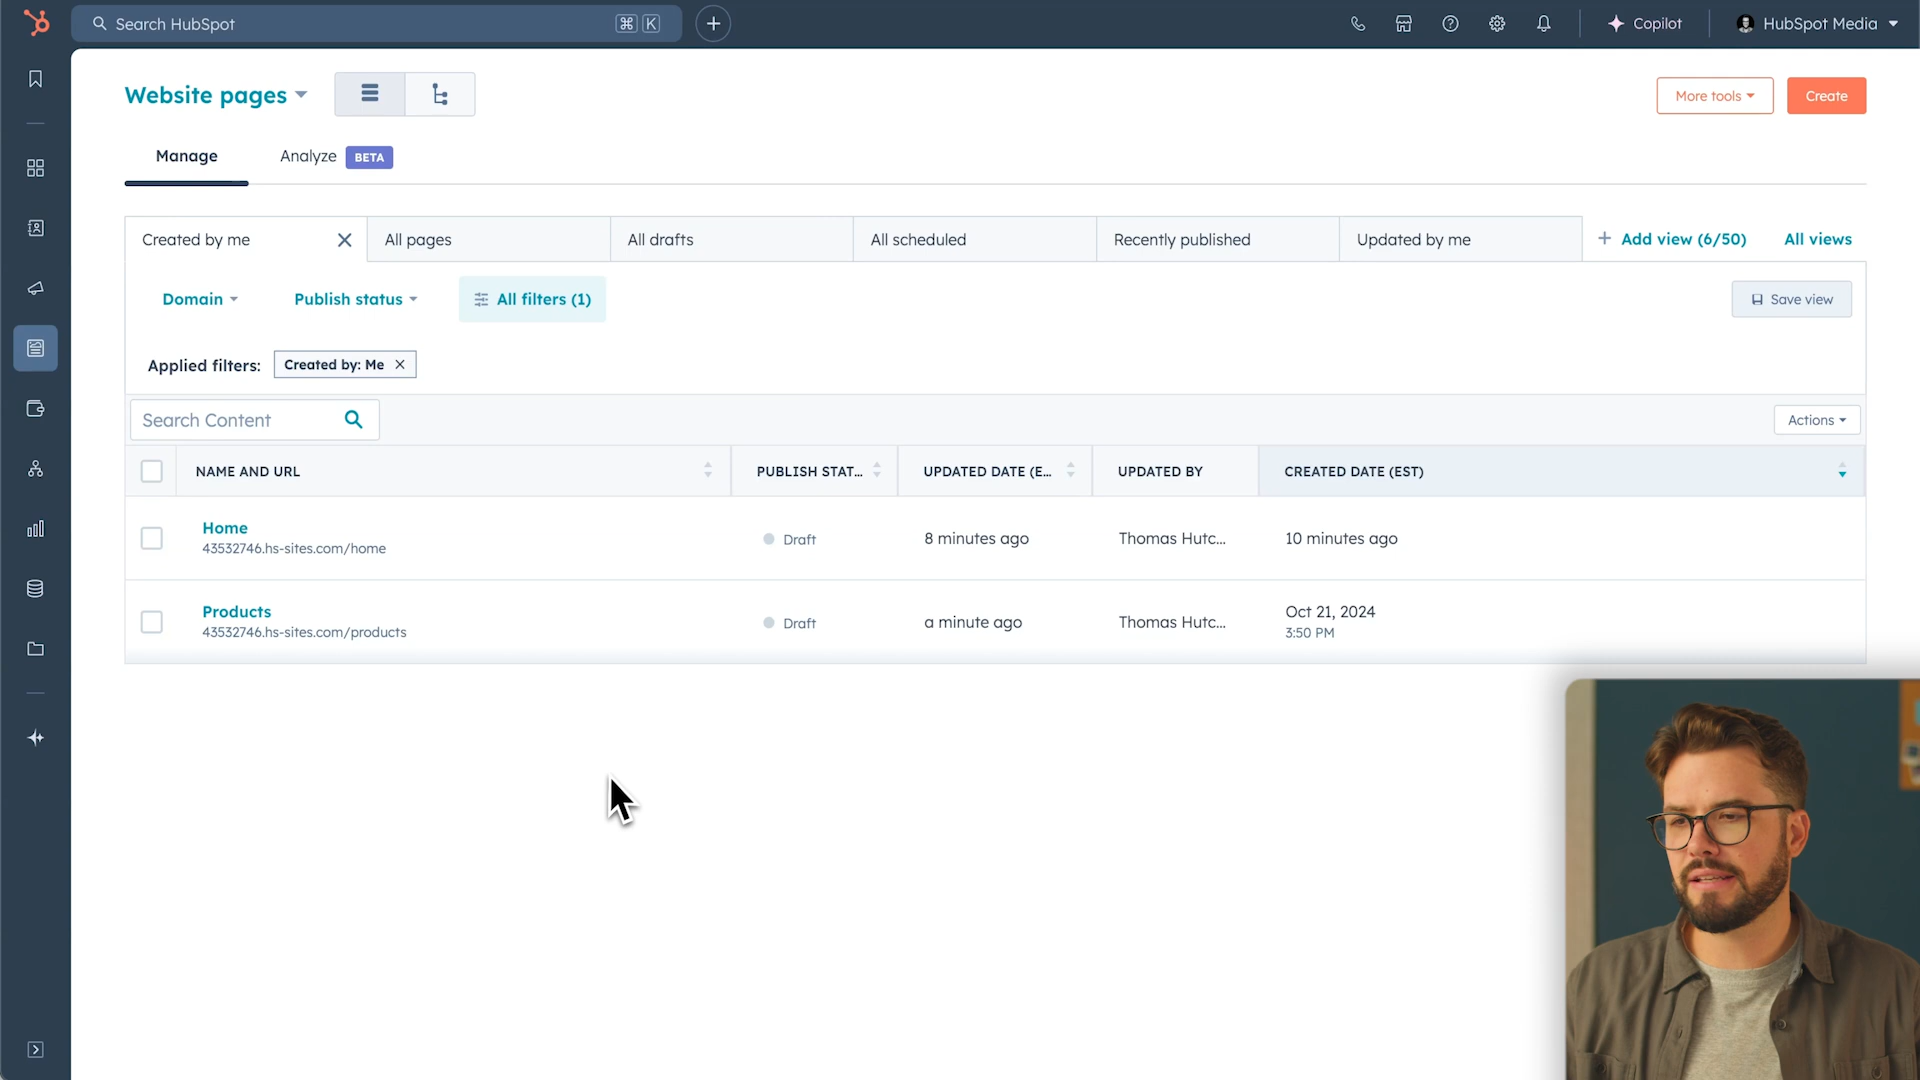 Search HubSpot
⌘ K
Copilot
HubSpot Media
Website pages
More tools
Create
Manage
Analyze BETA
Created by me
All pages
All drafts
All scheduled
Recently published
Updated by me
+ Add view (6/50)
All views
Domain
Publish status
All filters (1)
Save view
Applied filters:
Created by: Me
Search Content
Actions
NAME AND URL
PUBLISH STAT...
UPDATED DATE (E...
UPDATED BY
CREATED DATE (EST)
Home
43532746.hs-sites.com/home
Draft
8 minutes ago
Thomas Hutc...
10 minutes ago
Products
43532746.hs-sites.com/products
Draft
a minute ago
Thomas Hutc...
Oct 21, 2024
3:50 PM